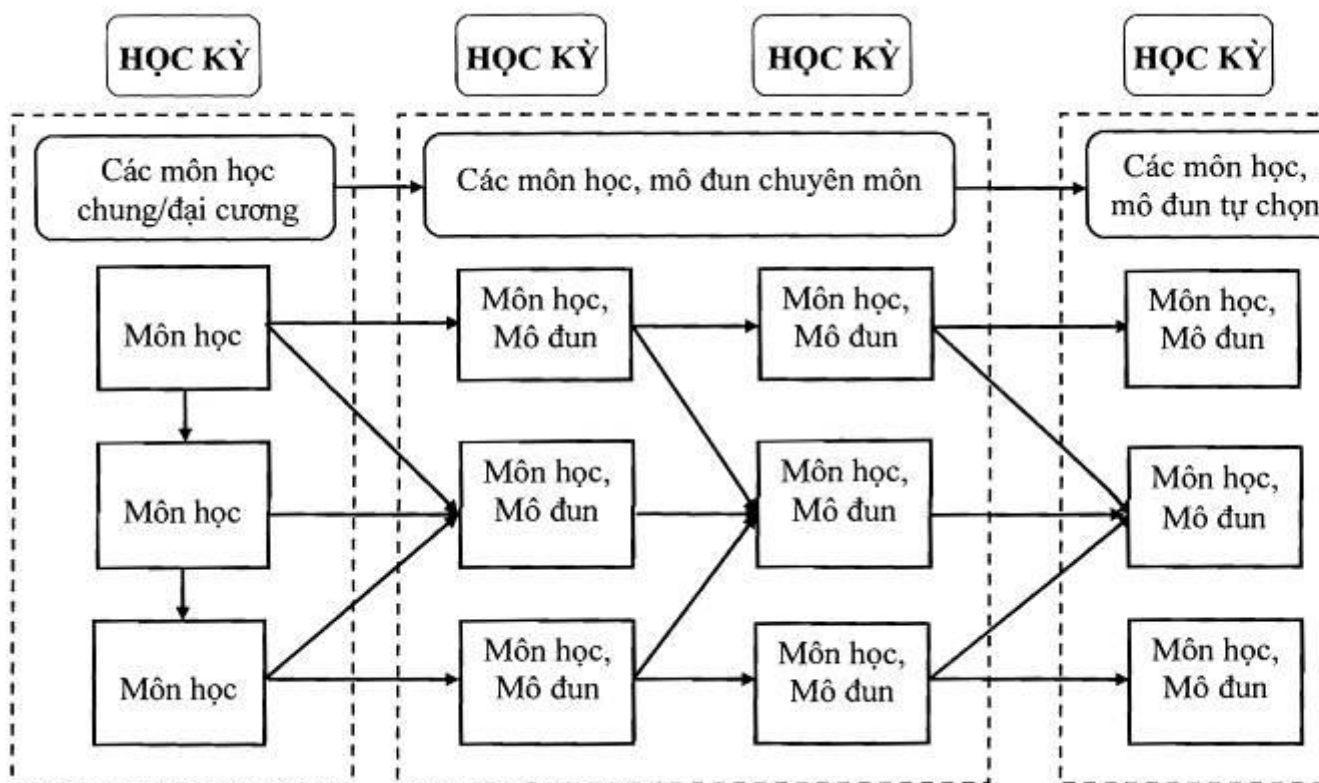 HỌC KỲ
HỌC KỲ
HỌC KỲ
HỌC KỲ
Các môn học
chung/đại cương
Các môn học, mô đun chuyên môn
Các môn học,
mô đun tự chọn
Môn học
Môn học,
Mô đun
Môn học,
Mô đun
Môn học,
Mô đun
Môn học
Môn học,
Mô đun
Môn học,
Mô đun
Môn học,
Mô đun
Môn học
Môn học,
Mô đun
Môn học,
Mô đun
Môn học,
Mô đun